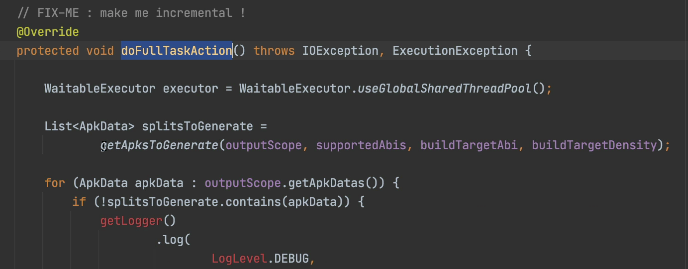 // FIX-ME : make me incremental !
@Override
protected void doFullTaskAction() throws IOException, ExecutionException {
WaitableExecutor executor = WaitableExecutor.useGlobalSharedThreadPool();
List<ApkData> splitsToGenerate =
getApksToGenerate(outputScope, supportedAbis, buildTargetAbi, buildTargetDensity);
for (ApkData apkData : outputScope.getApkDatas()) {
if (!splitsToGenerate.contains(apkData)) {
getLogger()
.log(
LogLevel.DEBUG,